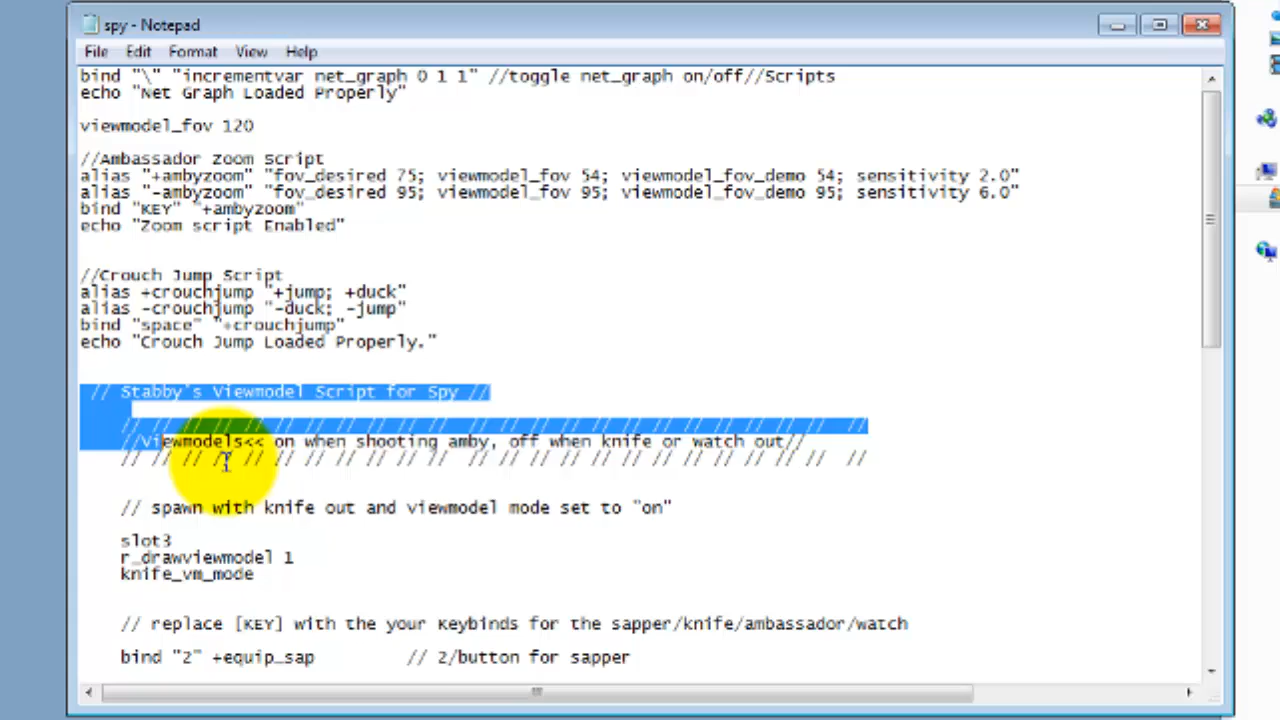 spy - Notepad
File Edit Format View Help
bind "\" "incrementvar net_graph 0 1 1" //toggle net_graph on/off//Scripts
echo "Net Graph Loaded Properly"
viewmodel_fov 120
//Ambassador Zoom Script
alias "+ambyzoom" "fov_desired 75; viewmodel_fov 54; viewmodel_fov_demo 54; sensitivity 2.0"
alias "-ambyzoom" "fov_desired 95; viewmodel_fov 95; viewmodel_fov_demo 95; sensitivity 6.0"
bind "KEY" "+ambyzoom"
echo "Zoom script Enabled"
//Crouch Jump Script
alias +crouchjump "+jump; +duck"
alias -crouchjump "-duck; -jump"
bind "space" "+crouchjump"
echo "Crouch Jump Loaded Properly."
// Stabby's Viewmodel Script for Spy //
// // // // // // // // // // // // // // // // // // // // // // // //
//Viewmodels<< on when shooting amby, off when knife or watch out//
// // // // // // // // // // // // // // // // // // // // // // // //
// spawn with knife out and viewmodel mode set to "on"
slot3
r_drawviewmodel 1
knife_vm_mode
// replace [KEY] with the your keybinds for the sapper/knife/ambassador/watch
bind "2" +equip_sap // 2/button for sapper